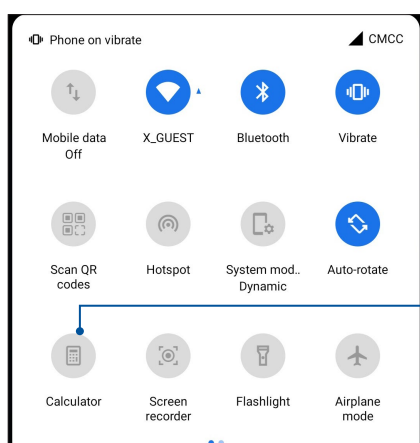 Phone on vibrate
CMCC
Mobile data
Off
X_GUEST
Bluetooth
Vibrate
Scan QR
codes
Hotspot
System mod..
Dynamic
Auto-rotate
Calculator
Screen
recorder
Flashlight
Airplane
mode